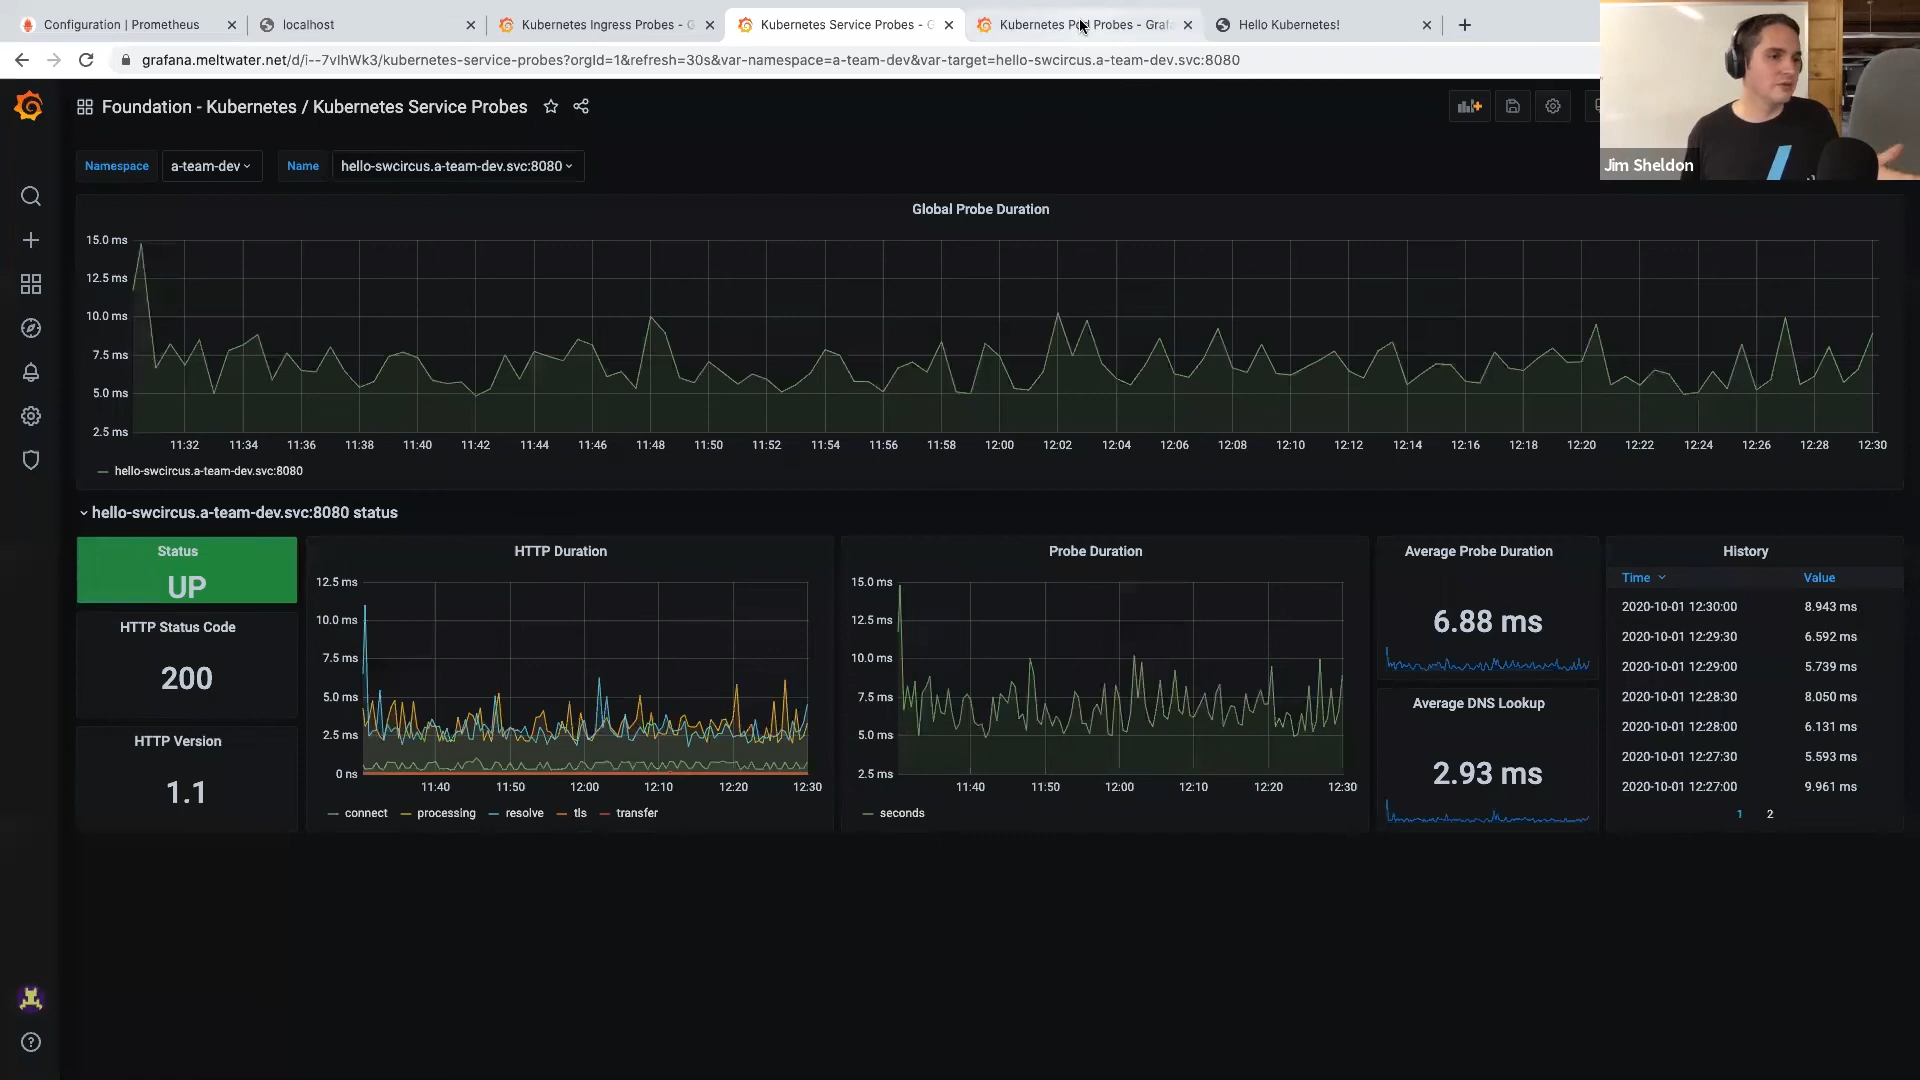 Configuration | Prometheus
localhost
Kubernetes Ingress Probes - G
Kubernetes Service Probes - G
Kubernetes Pod Probes - Grafa
Hello Kubernetes!
grafana.meltwater.net/d/i--7vlhWk3/kubernetes-service-probes?orgId=1&refresh=30s&var-namespace=a-team-dev&var-target=hello-swcircus.a-team-dev.svc:8080
Foundation - Kubernetes / Kubernetes Service Probes
Jim Sheldon
Namespace a-team-dev Name hello-swcircus.a-team-dev.svc:8080
Global Probe Duration
15.0 ms
12.5 ms
10.0 ms
7.5 ms
5.0 ms
2.5 ms
11:32 11:34 11:36 11:38 11:40 11:42 11:44 11:46 11:48 11:50 11:52 11:54 11:56 11:58 12:00 12:02 12:04 12:06 12:08 12:10 12:12 12:14 12:16 12:18 12:20 12:22 12:24 12:26 12:28 12:30
hello-swcircus.a-team-dev.svc:8080
hello-swcircus.a-team-dev.svc:8080 status
Status
UP
HTTP Status Code
200
HTTP Version
1.1
HTTP Duration
12.5 ms
10.0 ms
7.5 ms
5.0 ms
2.5 ms
0 ns
11:40 11:50 12:00 12:10 12:20 12:30
connect processing resolve tls transfer
Probe Duration
15.0 ms
12.5 ms
10.0 ms
7.5 ms
5.0 ms
2.5 ms
11:40 11:50 12:00 12:10 12:20 12:30
seconds
Average Probe Duration
6.88 ms
Average DNS Lookup
2.93 ms
History
Time Value
2020-10-01 12:30:00 8.943 ms
2020-10-01 12:29:30 6.592 ms
2020-10-01 12:29:00 5.739 ms
2020-10-01 12:28:30 8.050 ms
2020-10-01 12:28:00 6.131 ms
2020-10-01 12:27:30 5.593 ms
2020-10-01 12:27:00 9.961 ms
1 2